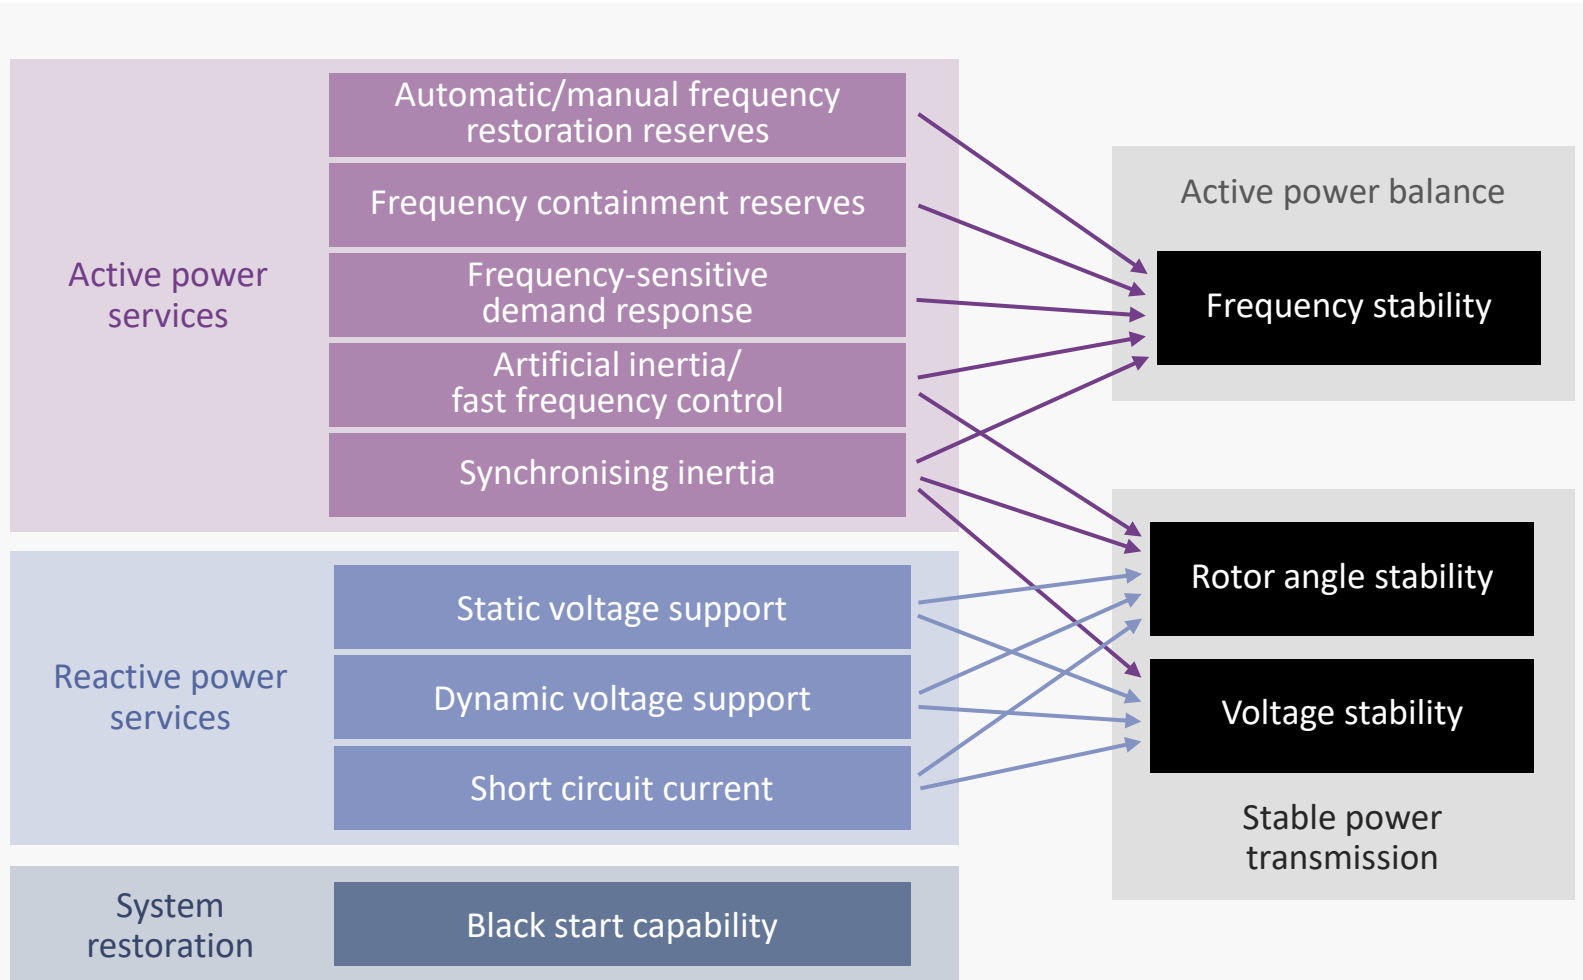 Active power
services
Automatic/manual frequency
restoration reserves
Frequency containment reserves
Frequency-sensitive
demand response
Artificial inertia/
fast frequency control
Synchronising inertia
Reactive power
services
Static voltage support
Dynamic voltage support
Short circuit current
System
restoration
Black start capability
Active power balance
Frequency stability
Rotor angle stability
Voltage stability
Stable power
transmission